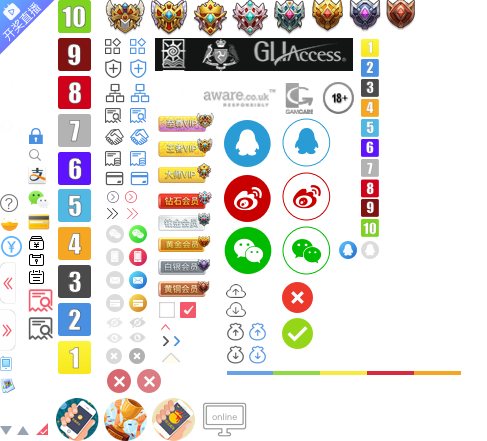 开奖直播
10
9
8
7
6
5
4
3
2
1
GLIAccess.
aware.co.uk™
RESPONSIBLY
GAMCARE
18+
至尊VIP
王者VIP
大师VIP
钻石会员
铂金会员
黄金会员
白银会员
黄铜会员
1
2
3
4
5
6
7
8
9
10
支
online